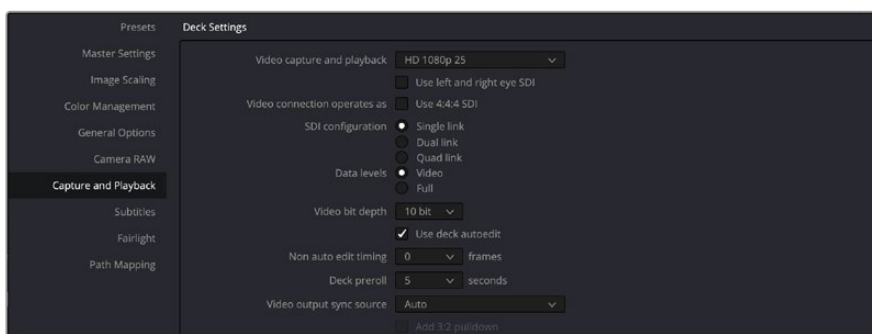 Presets
Master Settings
Image Scaling
Color Management
General Options
Camera RAW
Capture and Playback
Subtitles
Fairlight
Path Mapping
Deck Settings
Video capture and playback HD 1080p 25
Use left and right eye SDI
Video connection operates as Use 4:4:4 SDI
SDI configuration Single link
Dual link
Quad link
Data levels Video
Full
Video bit depth 10 bit
Use deck autoedit
Non auto edit timing 0 frames
Deck preroll 5 seconds
Video output sync source Auto
Add 3:2 pulldown